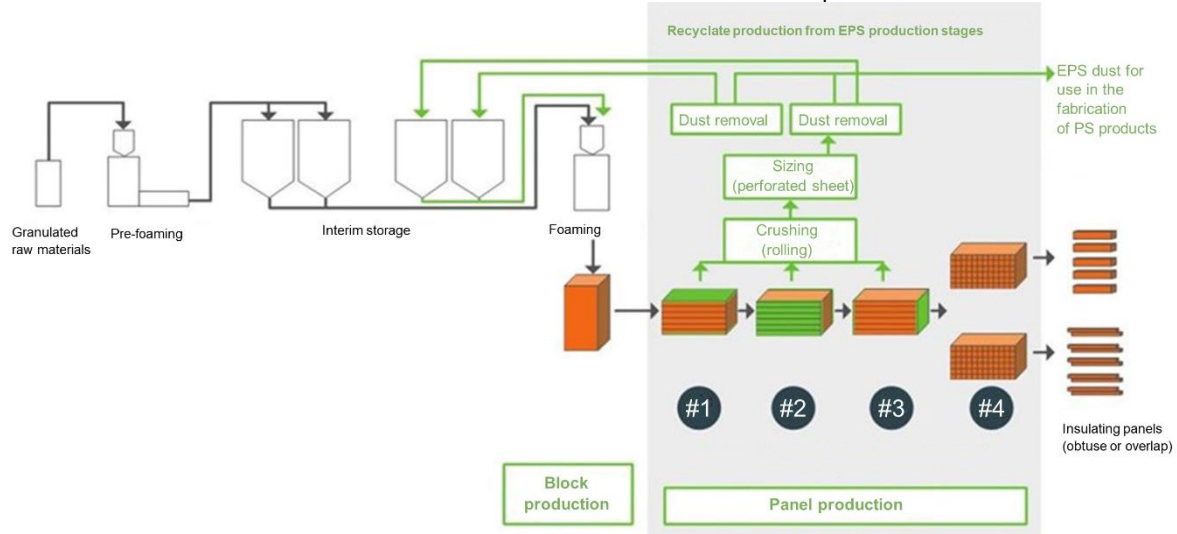 Recyclate production from EPS production stages
EPS dust for
use in the
fabrication
of PS products
Dust removal
Dust removal
Sizing
(perforated sheet)
Crushing
(rolling)
Granulated
raw materials
Pre-foaming
Interim storage
Foaming
#1
#2
#3
#4
Insulating panels
(obtuse or overlap)
Block
production
Panel production